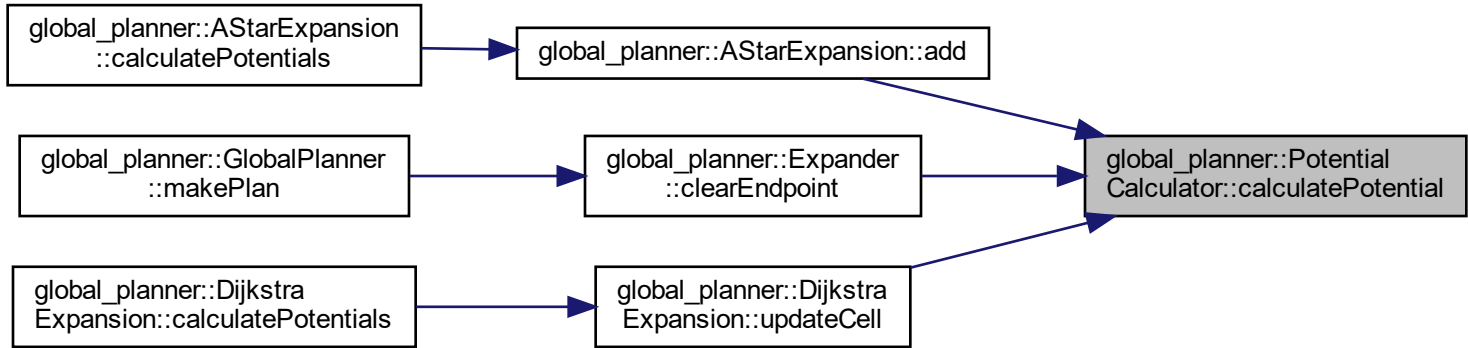 global_planner::AStarExpansion
::calculatePotentials
global_planner::AStarExpansion::add
global_planner::GlobalPlanner
::makePlan
global_planner::Expander
::clearEndpoint
global_planner::Potential
Calculator::calculatePotential
global_planner::Dijkstra
Expansion::calculatePotentials
global_planner::Dijkstra
Expansion::updateCell